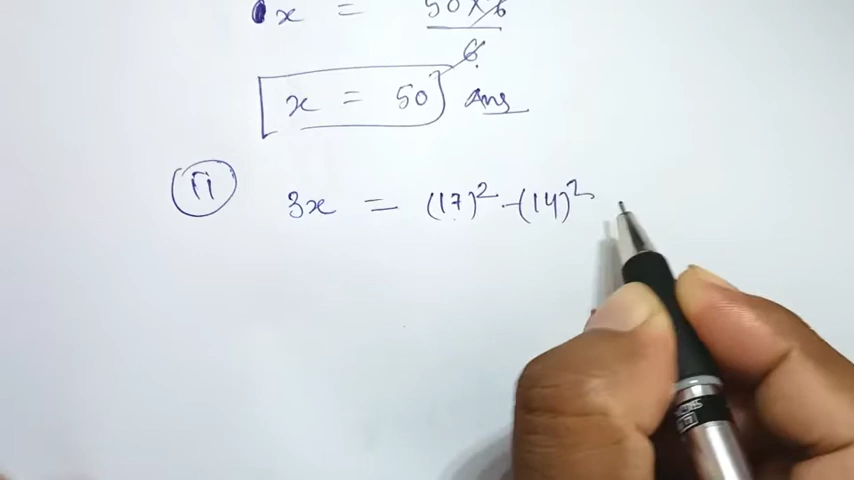 x = 50×6
6
x = 50 Ans
(ii) 3x = (17)² - (14)²